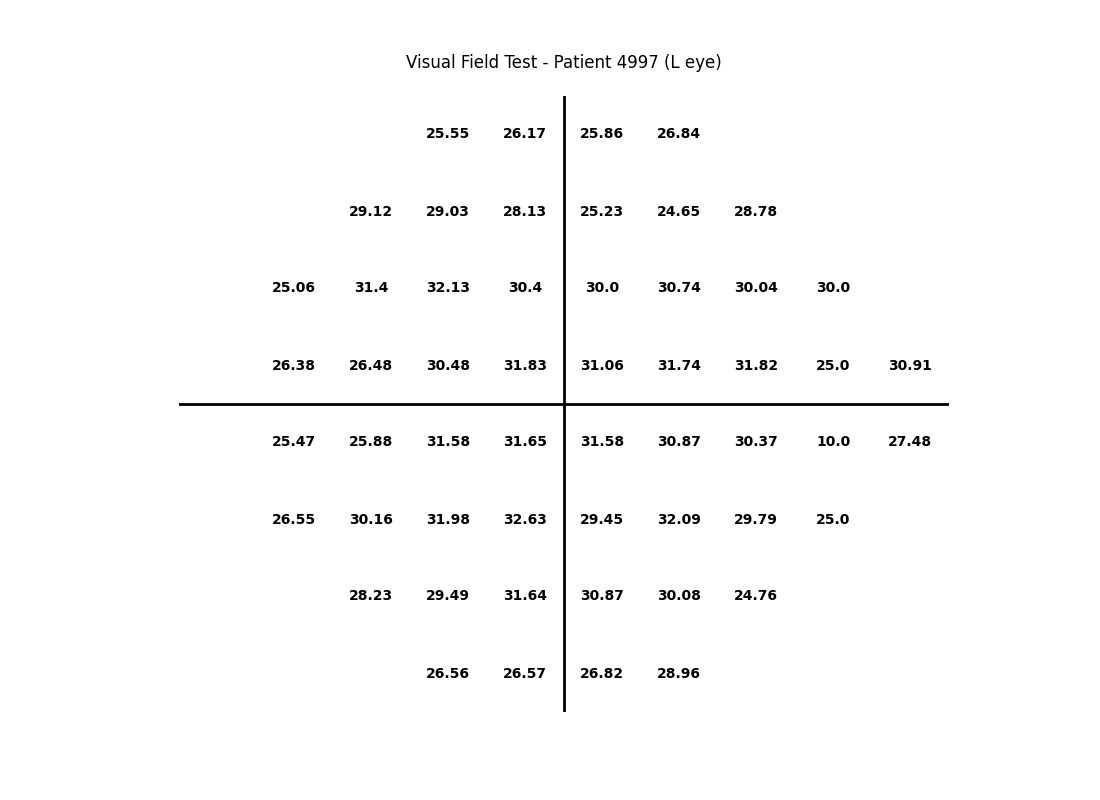 Visual Field Test - Patient 4997 (L eye)
25.55 26.17 25.86 26.84
29.12 29.03 28.13 25.23 24.65 28.78
25.06 31.4 32.13 30.4 30.0 30.74 30.04 30.0
26.38 26.48 30.48 31.83 31.06 31.74 31.82 25.0 30.91
25.47 25.88 31.58 31.65 31.58 30.87 30.37 10.0 27.48
26.55 30.16 31.98 32.63 29.45 32.09 29.79 25.0
28.23 29.49 31.64 30.87 30.08 24.76
26.56 26.57 26.82 28.96